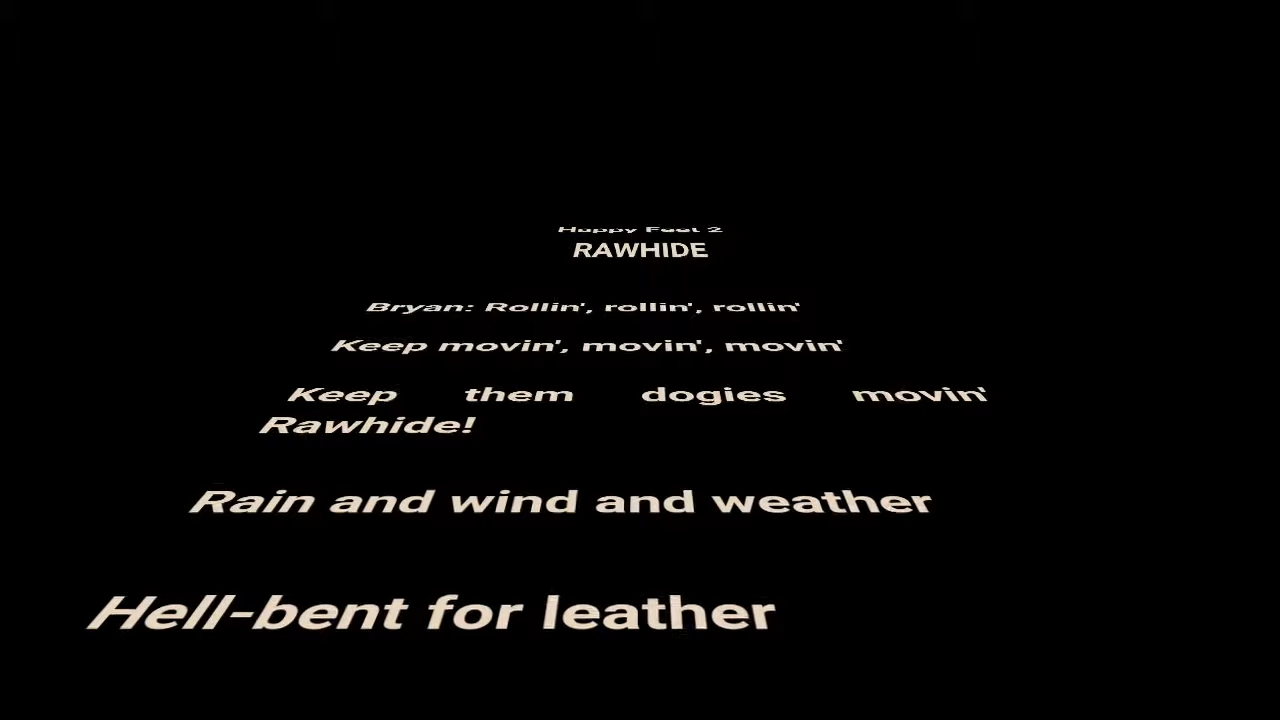 Happy Feet 2
RAWHIDE
Bryan: Rollin', rollin', rollin'
Keep movin', movin', movin'
Keep them dogies movin'
Rawhide!
Rain and wind and weather
Hell-bent for leather